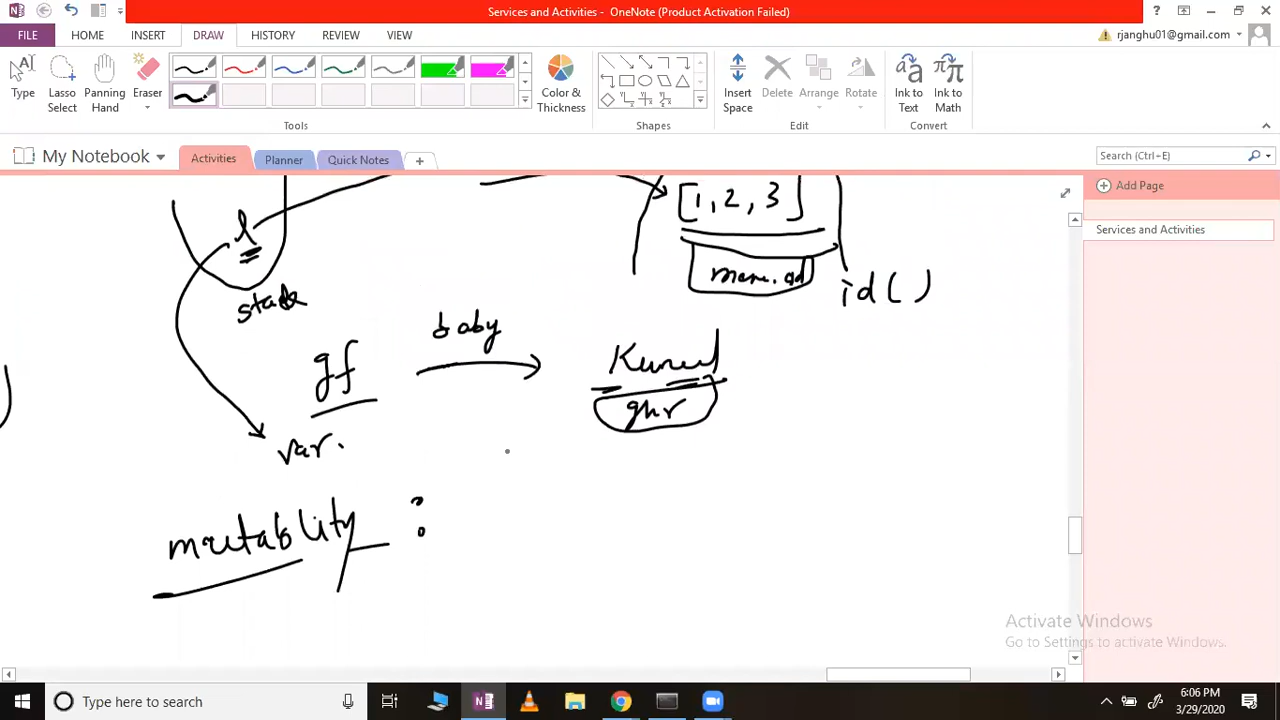 Services and Activities - OneNote (Product Activation Failed)
FILE HOME INSERT DRAW HISTORY REVIEW VIEW
rjanghu01@gmail.com
Type
Lasso Select
Panning Hand
Eraser
Color & Thickness
Insert Space
Delete
Arrange
Rotate
Ink to Text
Ink to Math
Tools
Shapes
Edit
Convert
My Notebook
Activities
Planner
Quick Notes
Search (Ctrl+E)
Add Page
Services and Activities
[1, 2, 3]
l
mem. ad
id( )
stack
baby
gf
ghr
var.
mutability :
Activate Windows
Go to Settings to activate Windows.
Type here to search
6:06 PM
3/29/2020